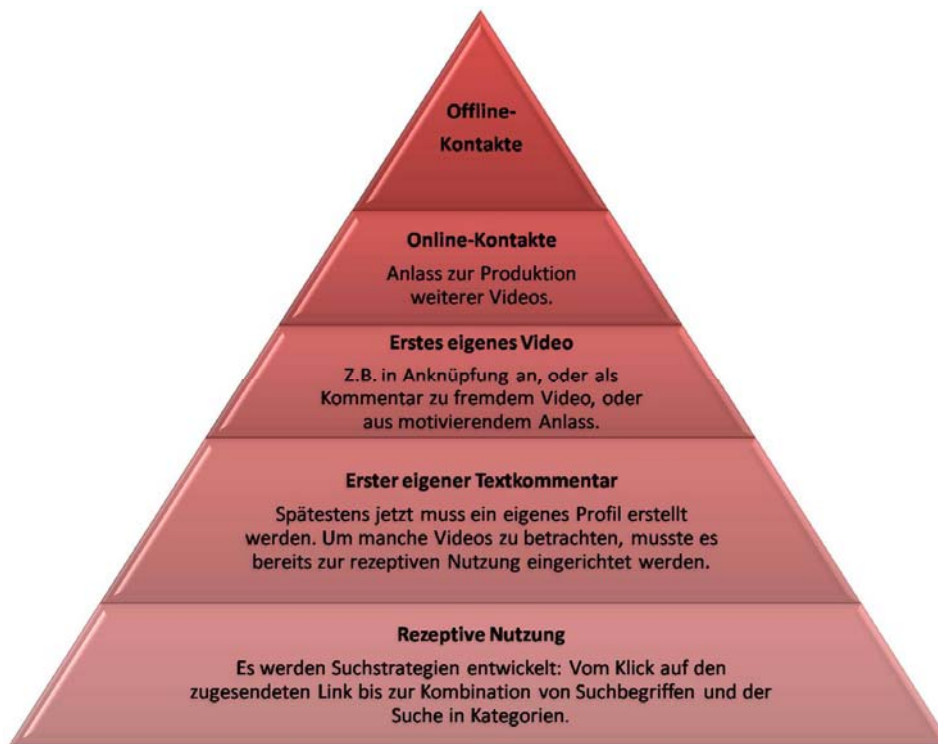 Offline-
Kontakte
Online-Kontakte
Anlass zur Produktion
weiterer Videos.
Erstes eigenes Video
Z.B. in Anknüpfung an, oder als
Kommentar zu fremdem Video, oder
aus motivierendem Anlass.
Erster eigener Textkommentar
Spätestens jetzt muss ein eigenes Profil erstellt
werden. Um manche Videos zu betrachten, musste es
bereits zur rezeptiven Nutzung eingerichtet werden.
Rezeptive Nutzung
Es werden Suchstrategien entwickelt: Vom Klick auf den
zugesendeten Link bis zur Kombination von Suchbegriffen und der
Suche in Kategorien.